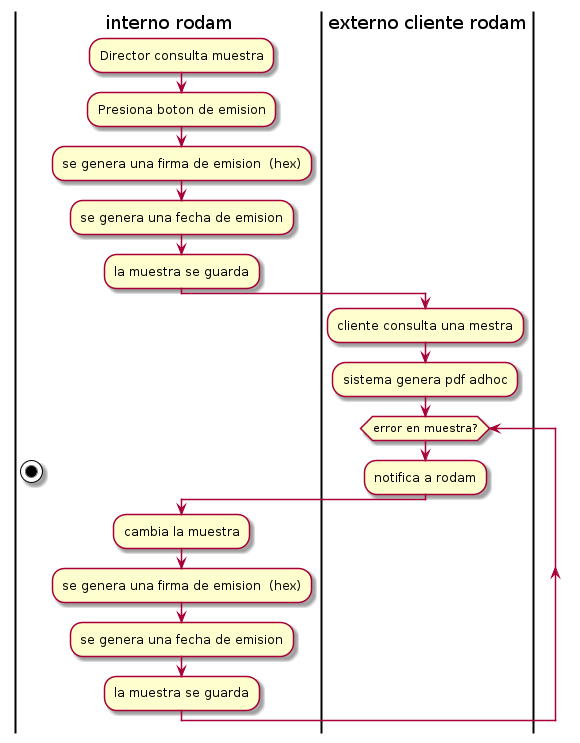 interno rodam
externo cliente rodam
Director consulta muestra
Presiona boton de emision
se genera una firma de emision  (hex)
se genera una fecha de emision
la muestra se guarda
cliente consulta una mestra
sistema genera pdf adhoc
error en muestra?
notifica a rodam
cambia la muestra
se genera una firma de emision  (hex)
se genera una fecha de emision
la muestra se guarda